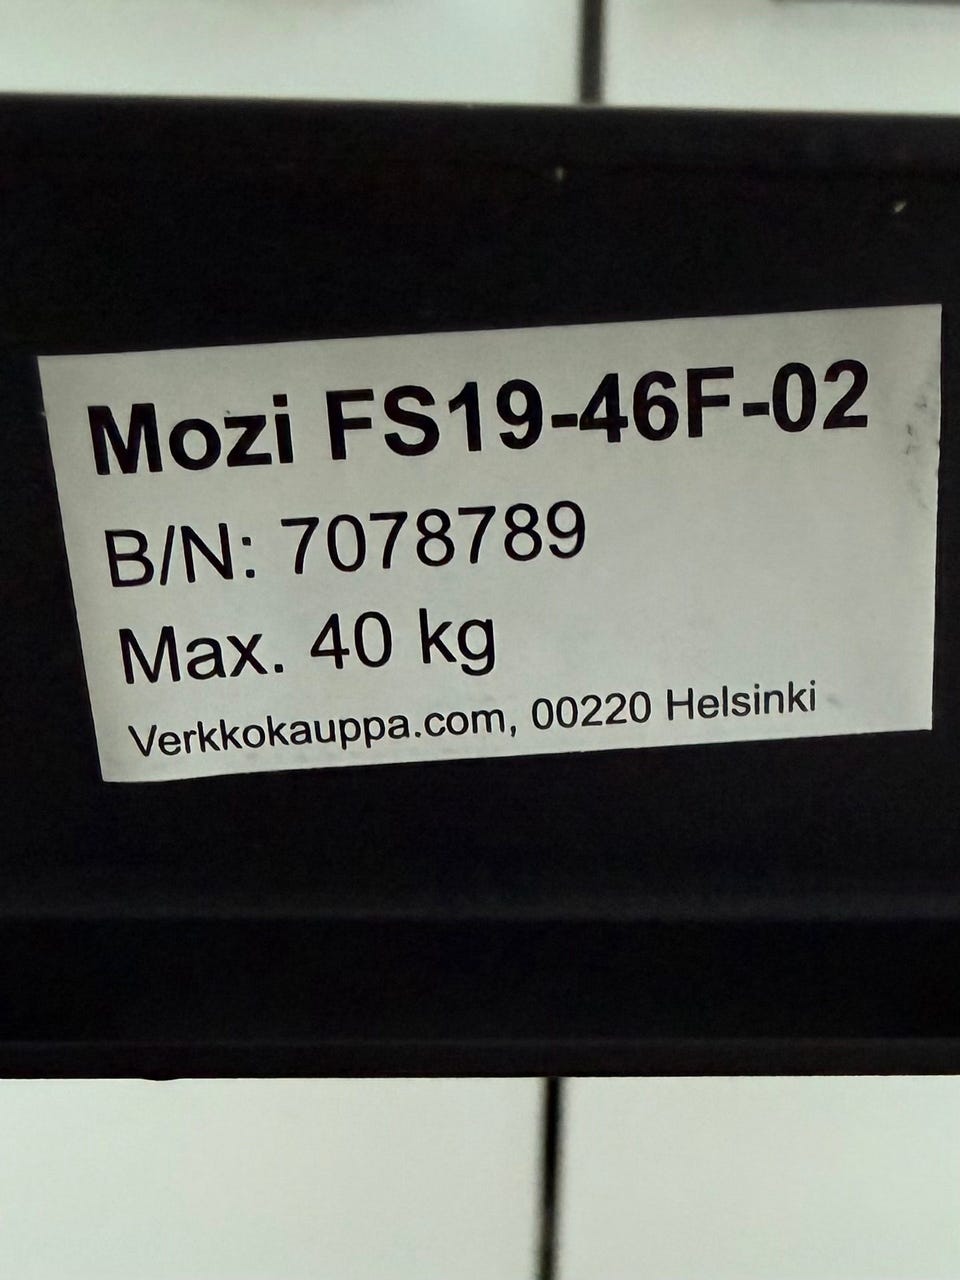 Mozi FS19-46F-02
B/N: 7078789
Max. 40 kg
Verkkokauppa.com, 00220 Helsinki